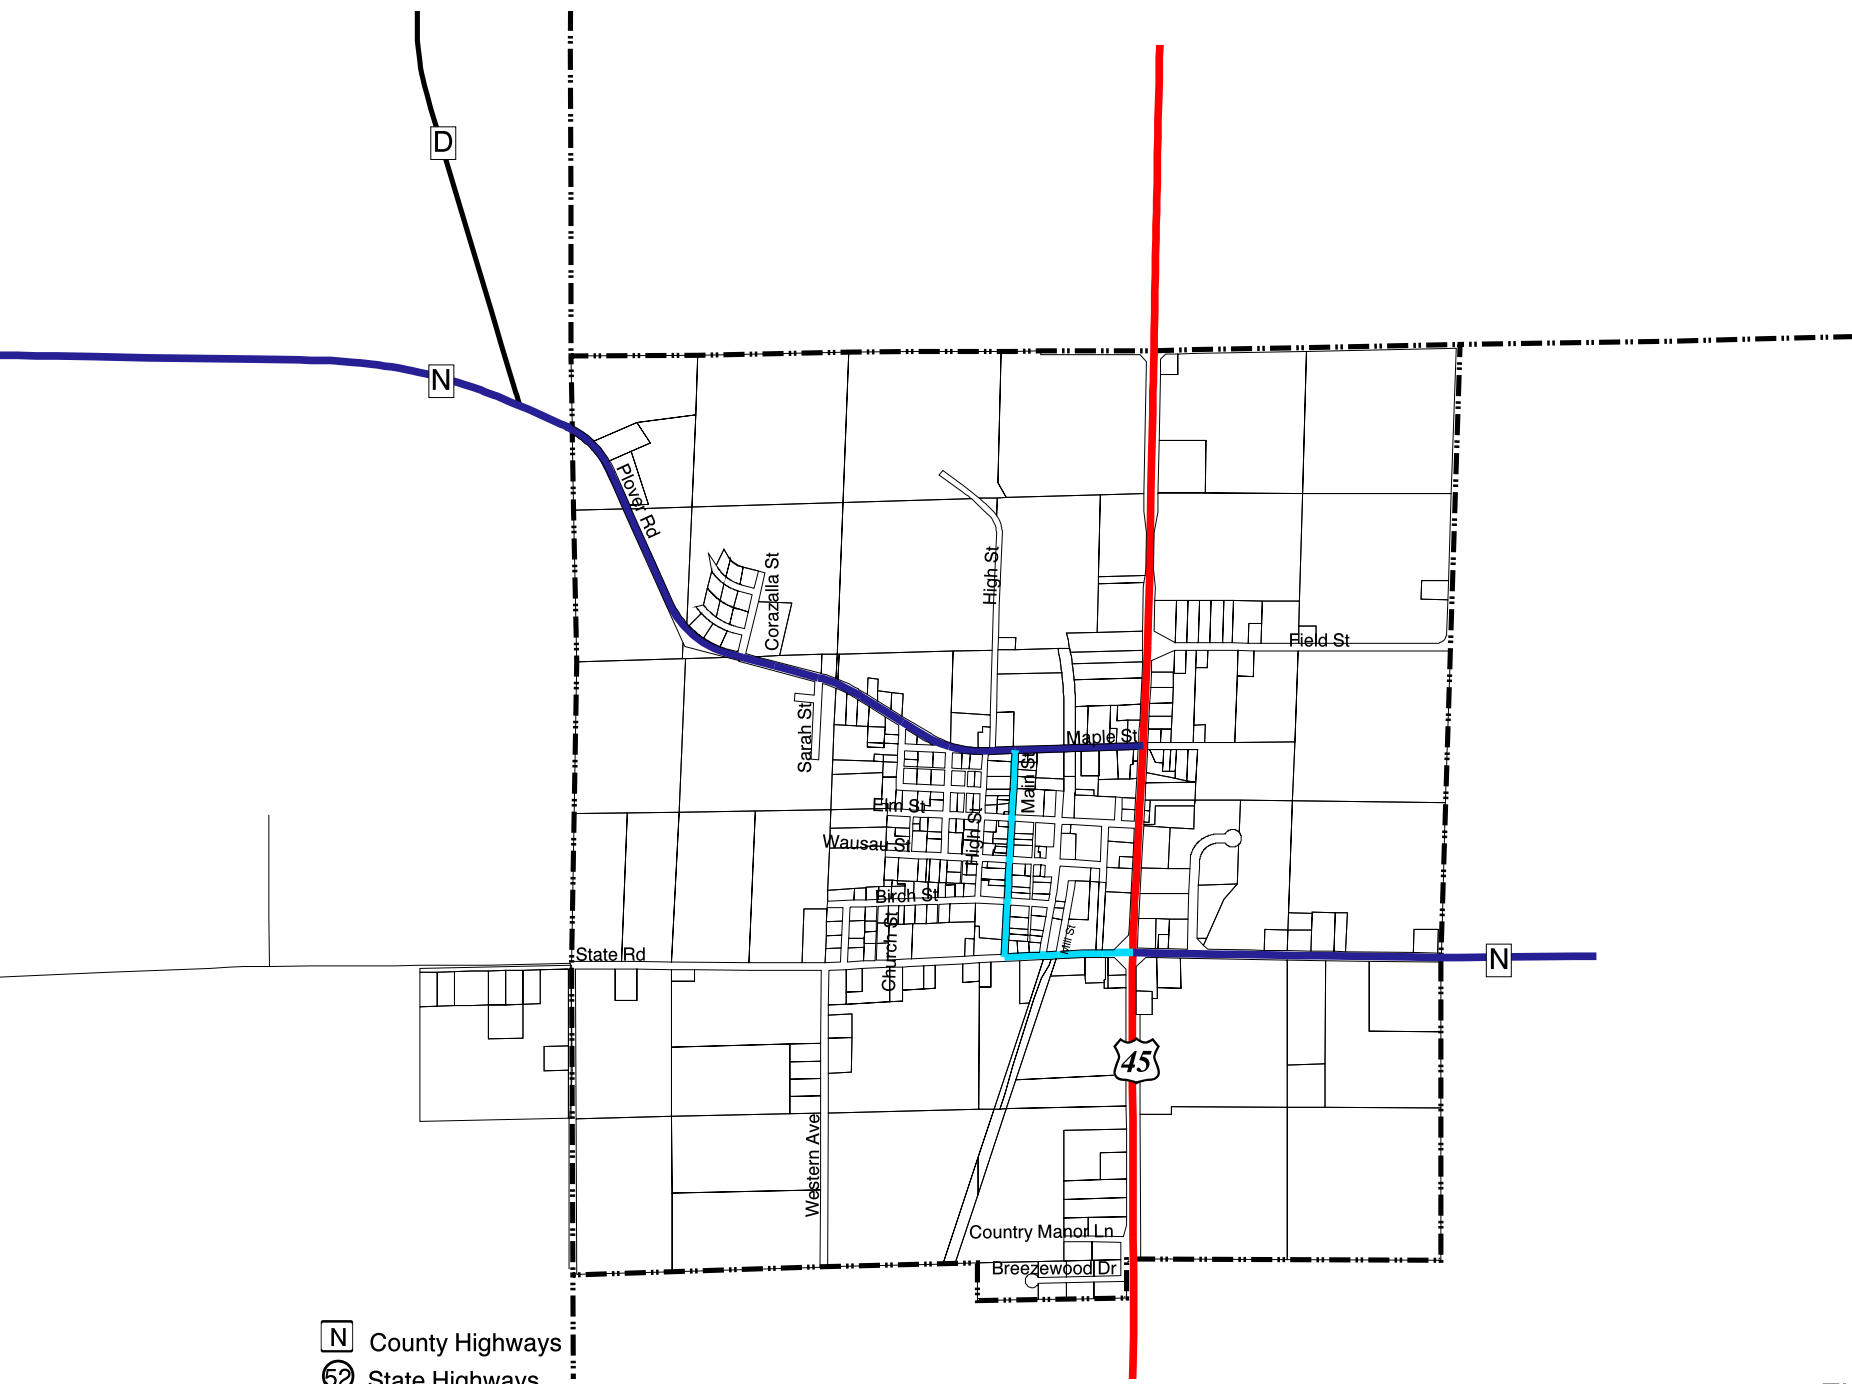 D
N
Plover Rd
Corazalla St
High St
Field St
Sarah St
Maple St
Main St
Elm St
High St
Wausau St
Birch St
Church St
Mill St
State Rd
N
45
Western Ave
Country Manor Ln
Breezewood Dr
N County Highways
52 State Highways